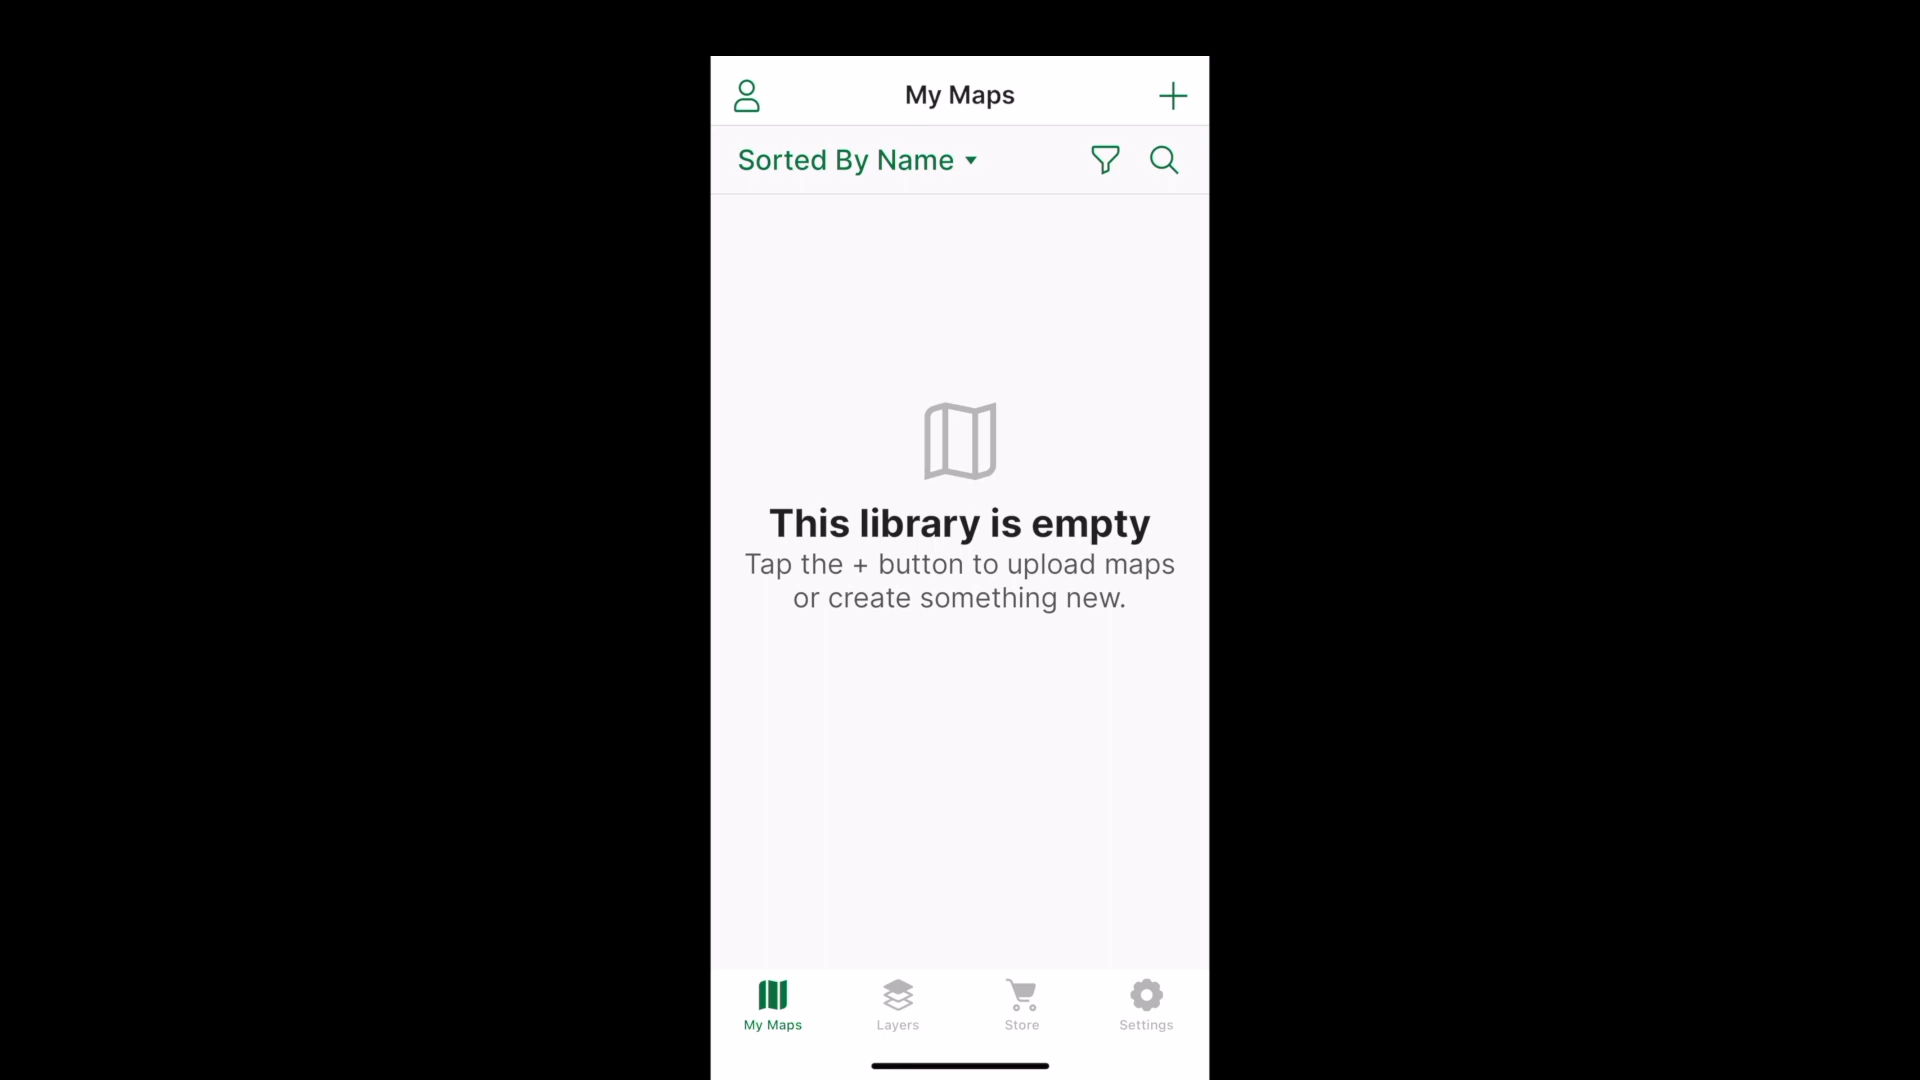 My Maps
Sorted By Name
This library is empty
Tap the + button to upload maps
or create something new.
My Maps
Layers
Store
Settings